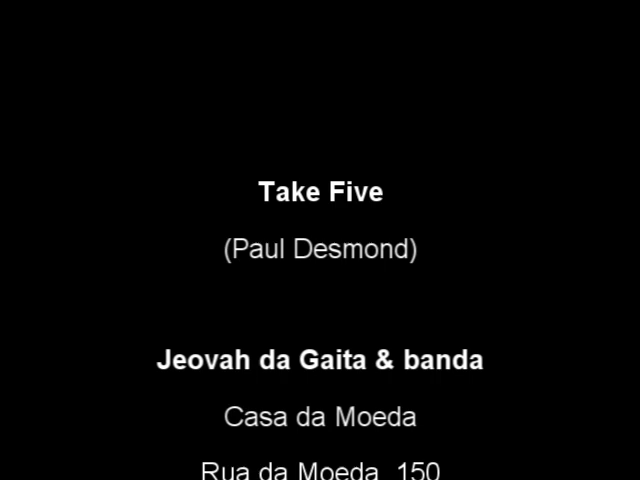 Take Five
(Paul Desmond)
Jeovah da Gaita & banda
Casa da Moeda
Rua da Moeda 150